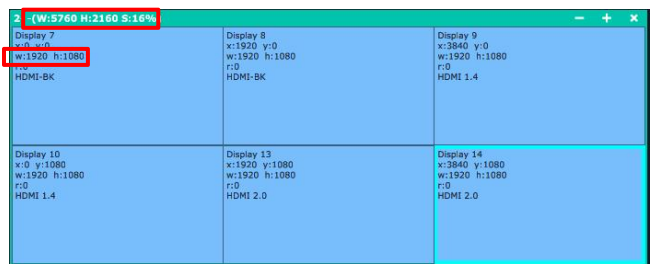 2 -(W:5760 H:2160 S:16%)
Display 7
x:0 y:0
w:1920 h:1080
r:0
HDMI-BK
Display 8
x:1920 y:0
w:1920 h:1080
r:0
HDMI-BK
Display 9
x:3840 y:0
w:1920 h:1080
r:0
HDMI 1.4
Display 10
x:0 y:1080
w:1920 h:1080
r:0
HDMI 1.4
Display 13
x:1920 y:1080
w:1920 h:1080
r:0
HDMI 2.0
Display 14
x:3840 y:1080
w:1920 h:1080
r:0
HDMI 2.0